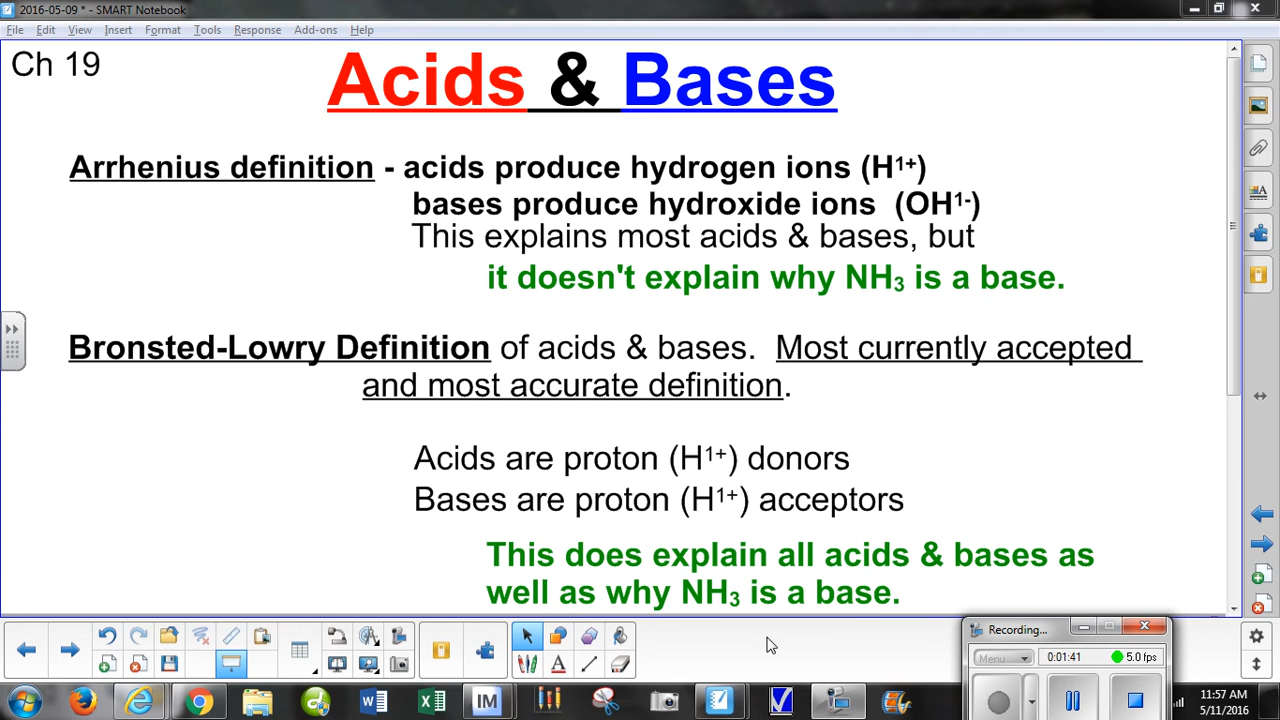 2016-05-09 * - SMART Notebook
File Edit View Insert Format Tools Response Add-ons Help
Ch 19
Acids & Bases
Arrhenius definition - acids produce hydrogen ions (H¹⁺)
bases produce hydroxide ions (OH¹⁻)
This explains most acids & bases, but
it doesn't explain why NH₃ is a base.
Bronsted-Lowry Definition of acids & bases. Most currently accepted
and most accurate definition.
Acids are proton (H¹⁺) donors
Bases are proton (H¹⁺) acceptors
This does explain all acids & bases as
well as why NH₃ is a base.
Recording...
Menu 0:01:41 5.0 fps
IM
11:57 AM
5/11/2016